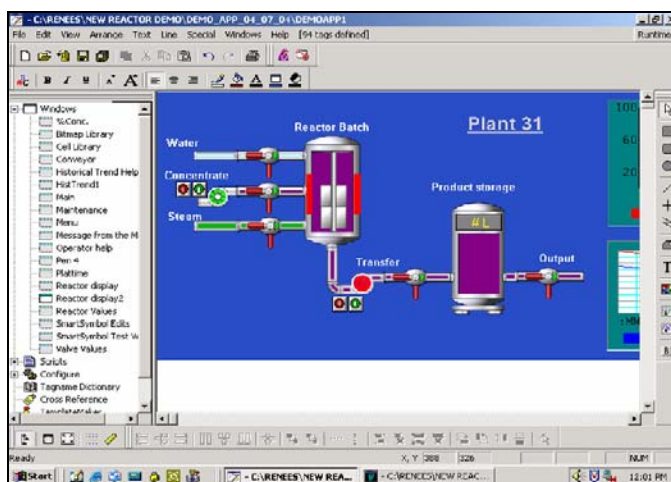 - C:\RENEES\NEW REACTOR DEMO\DEMO_APP_04_07_04\DEMOAPP1
File Edit View Arrange Text Line Special Windows Help [94 tags defined] Runtime
Windows
%Conc.
Bitmap Library
Cell Library
Conveyor
Historical Trend Help
HistTrend1
Main
Maintenance
Menu
Message from the M
Operator help
Pen 4
Reactor display
Reactor display2
Reactor Values
SmartSymbol Edits
SmartSymbol Test W
Valve Values
Scripts
Configure
Tagname Dictionary
Cross Reference
TemplateMaker
Reactor Batch
Plant 31
Water
Concentrate
Steam
Product storage
#L
Transfer
Output
100
60
20
Ready X, Y 388 326 NUM
Start - C:\RENEES\NEW REA... - C:\RENEES\NEW REAC... 12:01 PM